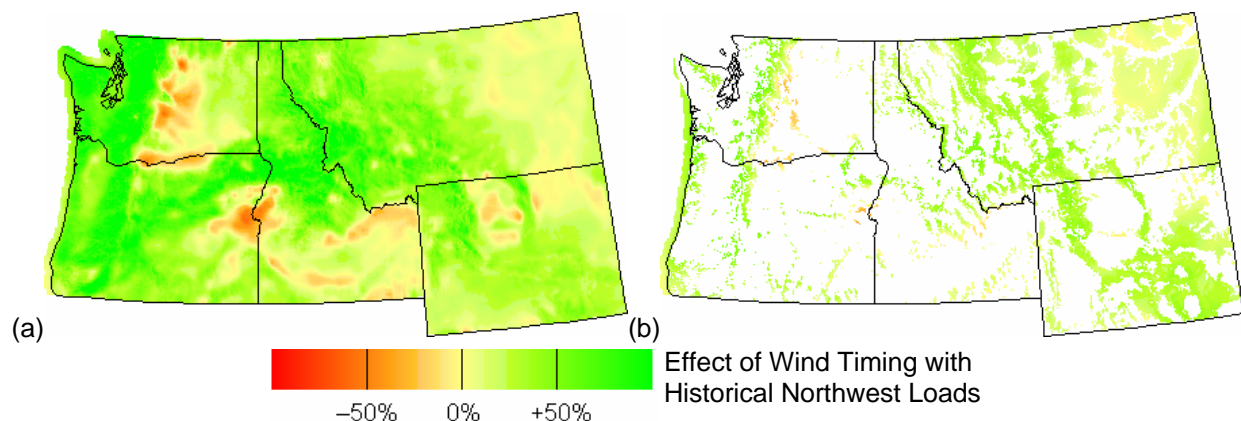 (a)
(b)
Effect of Wind Timing with
Historical Northwest Loads
–50% 0% +50%